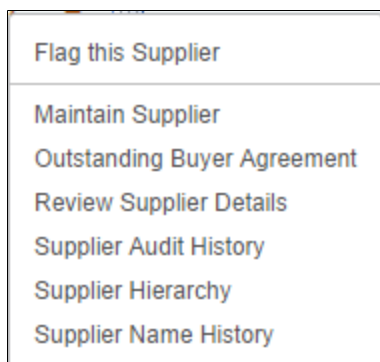 Flag this Supplier
Maintain Supplier
Outstanding Buyer Agreement
Review Supplier Details
Supplier Audit History
Supplier Hierarchy
Supplier Name History